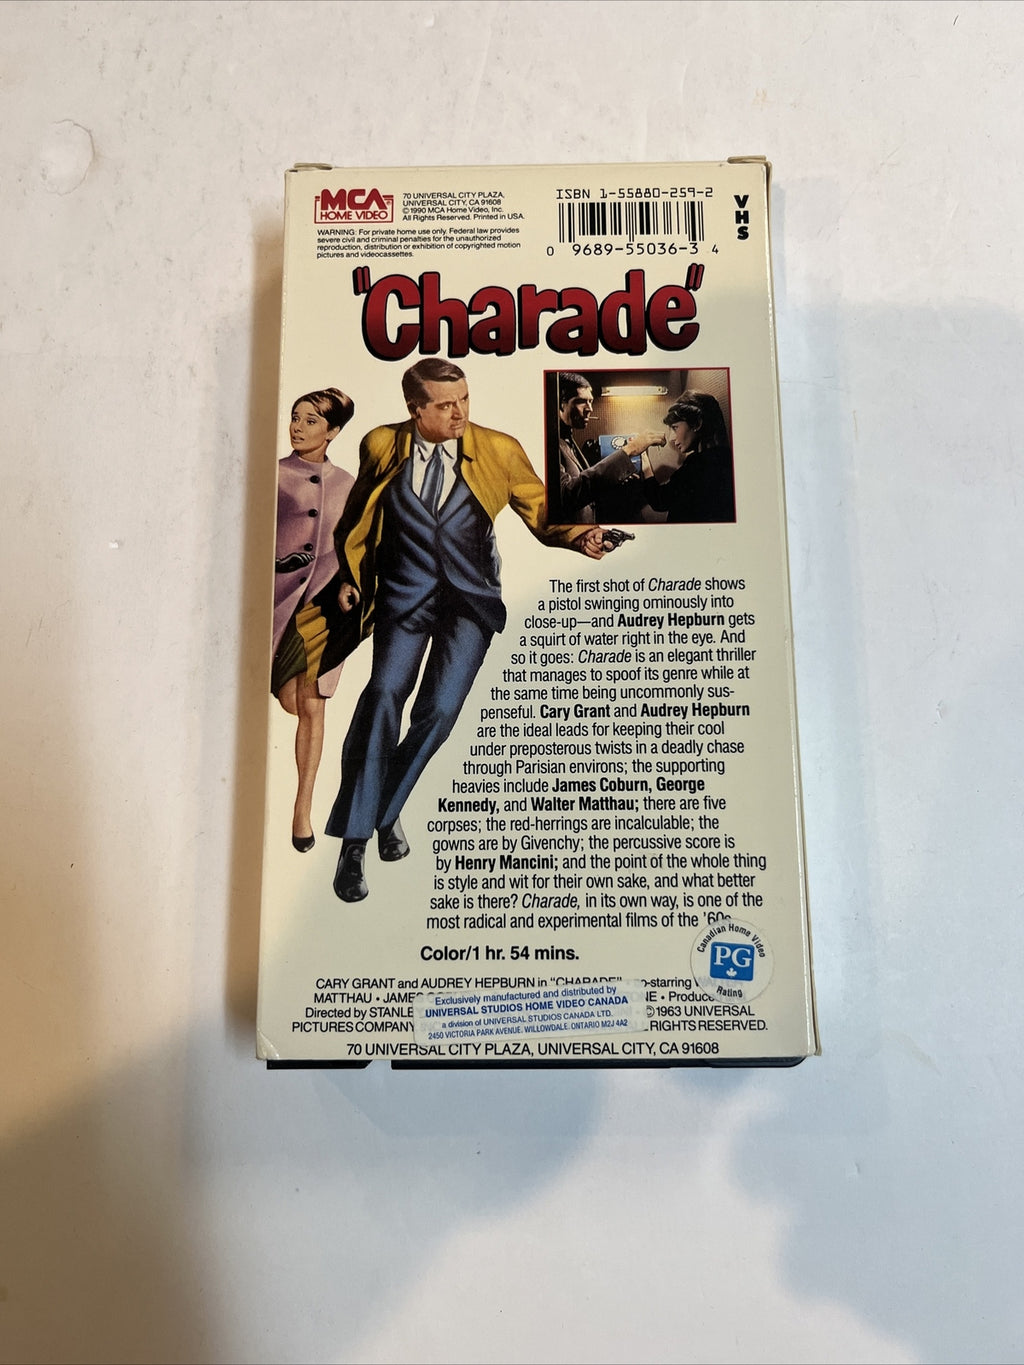 MCA
HOME VIDEO
70 UNIVERSAL CITY PLAZA,
UNIVERSAL CITY, CA 91608
©1990 MCA Home Video, Inc.
All Rights Reserved. Printed in USA.
WARNING: For private home use only. Federal law provides
severe civil and criminal penalties for the unauthorized
reproduction, distribution or exhibition of copyrighted motion
pictures and videocassettes.
ISBN 1-55880-259-2
0 9689-55036-3 4
VHS
"Charade"
The first shot of Charade shows
a pistol swinging ominously into
close-up—and Audrey Hepburn gets
a squirt of water right in the eye. And
so it goes: Charade is an elegant thriller
that manages to spoof its genre while at
the same time being uncommonly sus-
penseful. Cary Grant and Audrey Hepburn
are the ideal leads for keeping their cool
under preposterous twists in a deadly chase
through Parisian environs; the supporting
heavies include James Coburn, George
Kennedy, and Walter Matthau; there are five
corpses; the red-herrings are incalculable; the
gowns are by Givenchy; the percussive score is
by Henry Mancini; and the point of the whole thing
is style and wit for their own sake, and what better
sake is there? Charade, in its own way, is one of the
most radical and experimental films of the '60s
Canadian Home Video
PG
Rating
Color/1 hr. 54 mins.
CARY GRANT and AUDREY HEPBURN in "CHARADE" -starring
MATTHAU • JAMES
Directed by STANLE ©1963 UNIVERSAL
PICTURES COMPANY RIGHTS RESERVED.
Exclusively manufactured and distributed by
UNIVERSAL STUDIOS HOME VIDEO CANADA
a division of UNIVERSAL STUDIOS CANADA LTD.
2450 VICTORIA PARK AVENUE. WILLOWDALE. ONTARIO M2J 4A2
70 UNIVERSAL CITY PLAZA, UNIVERSAL CITY, CA 91608